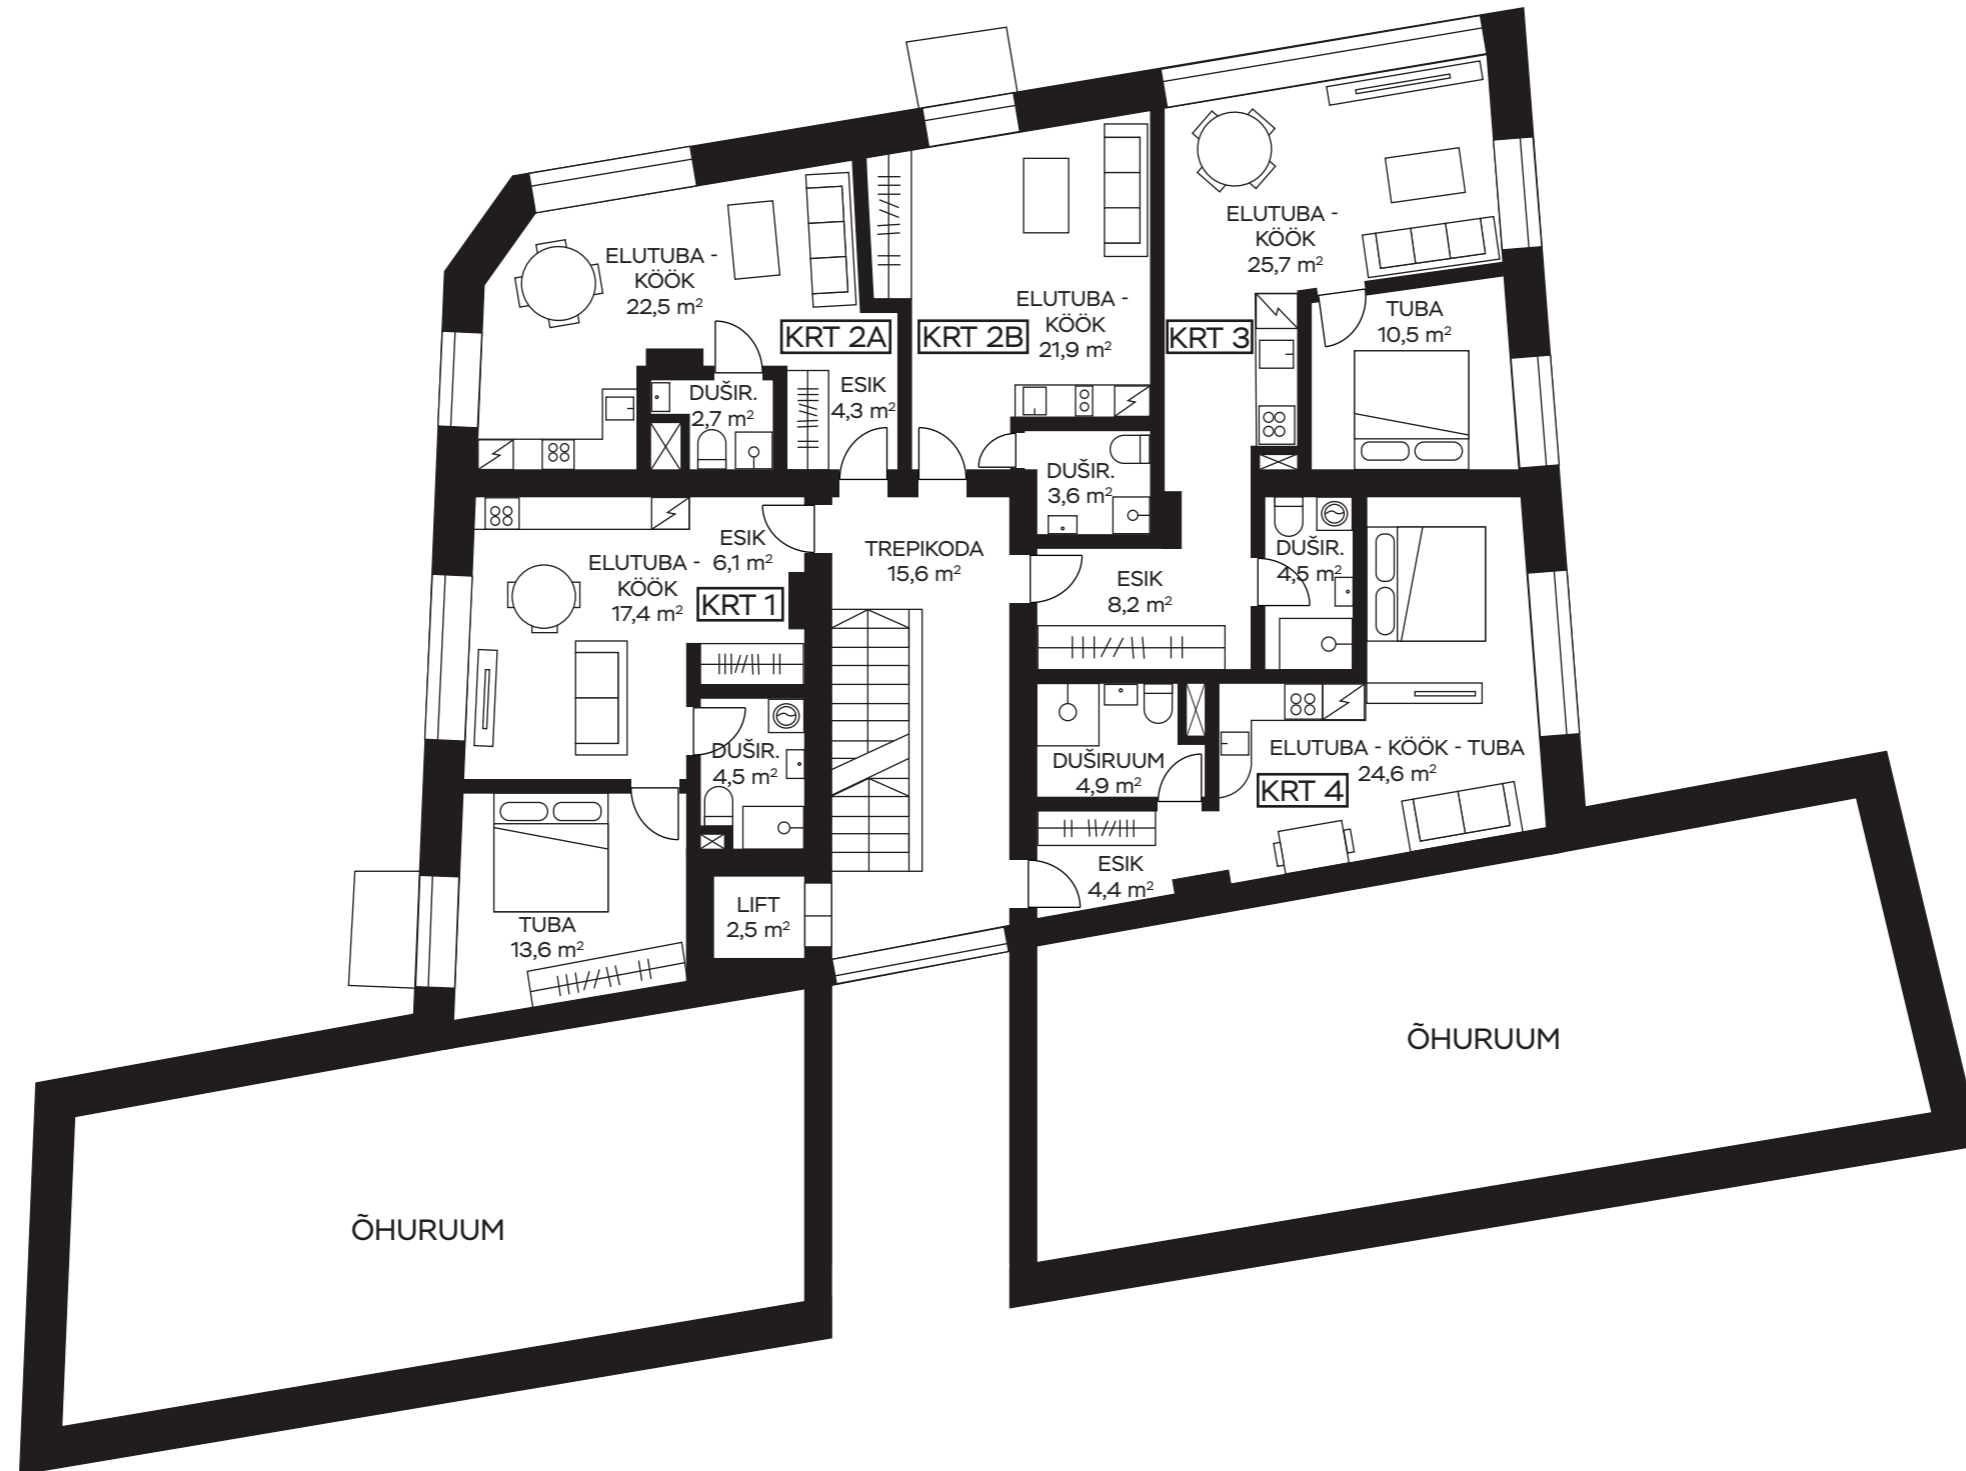 ELUTUBA -
KÖÖK
22,5 m²
KRT 2A
DUŠIR.
2,7 m²
ESIK
4,3 m²
KRT 2B
ELUTUBA -
KÖÖK
21,9 m²
DUŠIR.
3,6 m²
ELUTUBA -
KÖÖK
25,7 m²
KRT 3
TUBA
10,5 m²
DUŠIR.
4,5 m²
ESIK
8,2 m²
TREPIKODA
15,6 m²
ESIK
6,1 m²
ELUTUBA -
KÖÖK
17,4 m²
KRT 1
DUŠIR.
4,5 m²
TUBA
13,6 m²
LIFT
2,5 m²
DUŠIRUUM
4,9 m²
ELUTUBA - KÖÖK - TUBA
24,6 m²
KRT 4
ESIK
4,4 m²
ÕHURUUM
ÕHURUUM